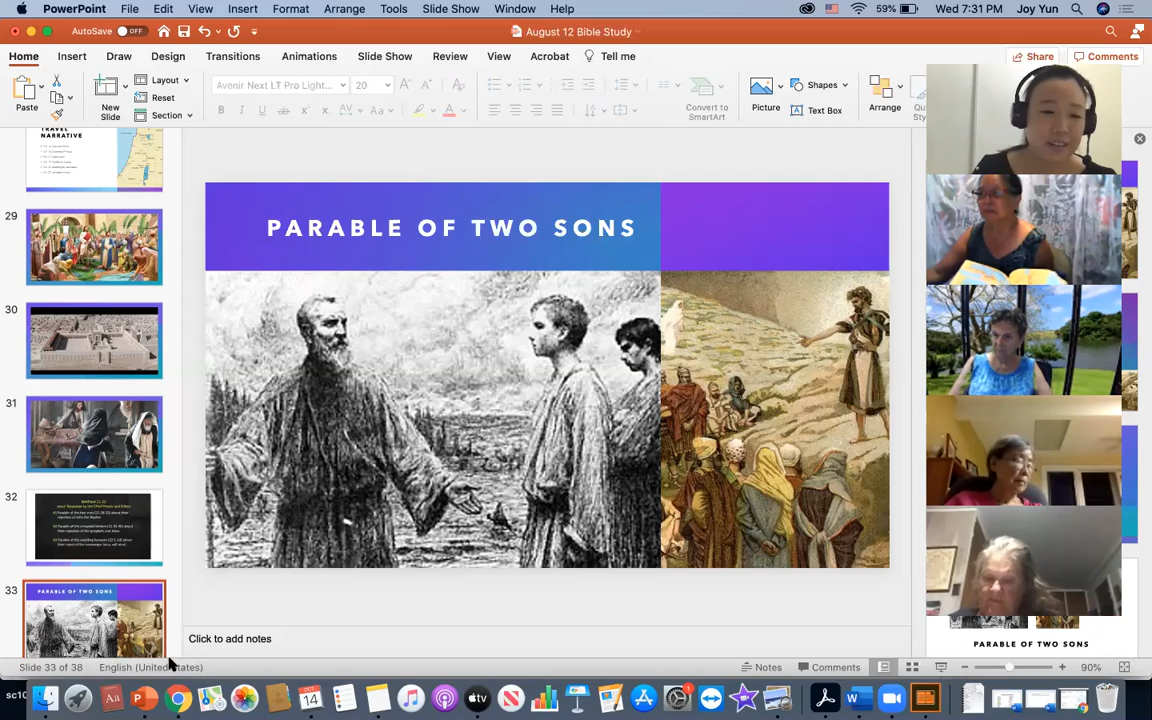 PowerPoint File Edit View Insert Format Arrange Tools Slide Show Window Help 59% Wed 7:31 PM Joy Yun
AutoSave OFF August 12 Bible Study
Home Insert Draw Design Transitions Animations Slide Show Review View Acrobat Tell me Share Comments
Paste
New Slide
Layout
Reset
Section
Avenir Next LT Pro Light... 20
Convert to SmartArt
Picture
Shapes
Text Box
Arrange
TRAVEL
NARRATIVE
29
30
31
32
33
PARABLE OF TWO SONS
PARABLE OF TWO SONS
Click to add notes
PARABLE OF TWO SONS
Slide 33 of 38 English (United States) Notes Comments 90%
OCT
14